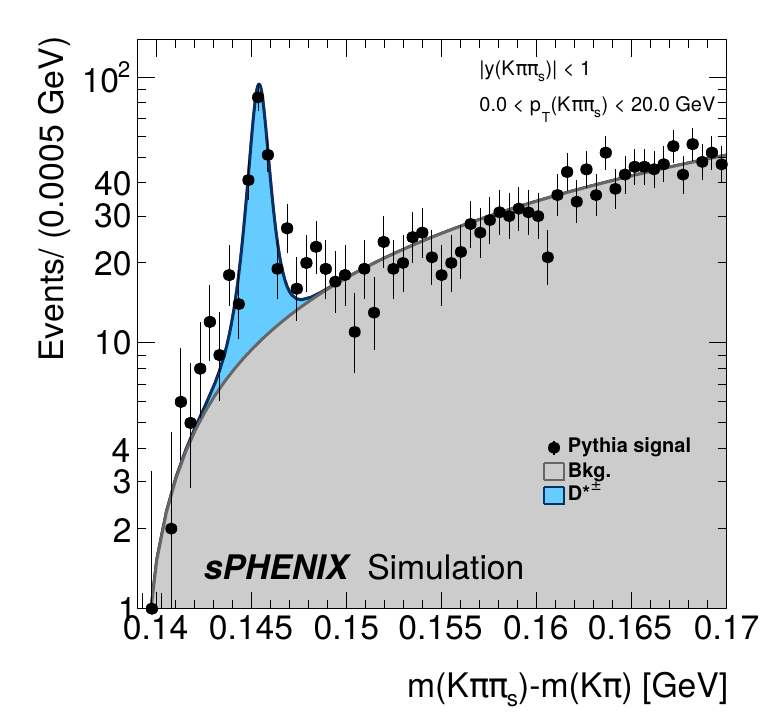 Events/ (0.0005 GeV)
10²
40
30
20
10
4
3
2
1
|y(Kππₛ)| < 1
0.0 < p_T(Kππₛ) < 20.0 GeV
Pythia signal
Bkg.
D*±
sPHENIX Simulation
0.14 0.145 0.15 0.155 0.16 0.165 0.17
m(Kππₛ)-m(Kπ) [GeV]